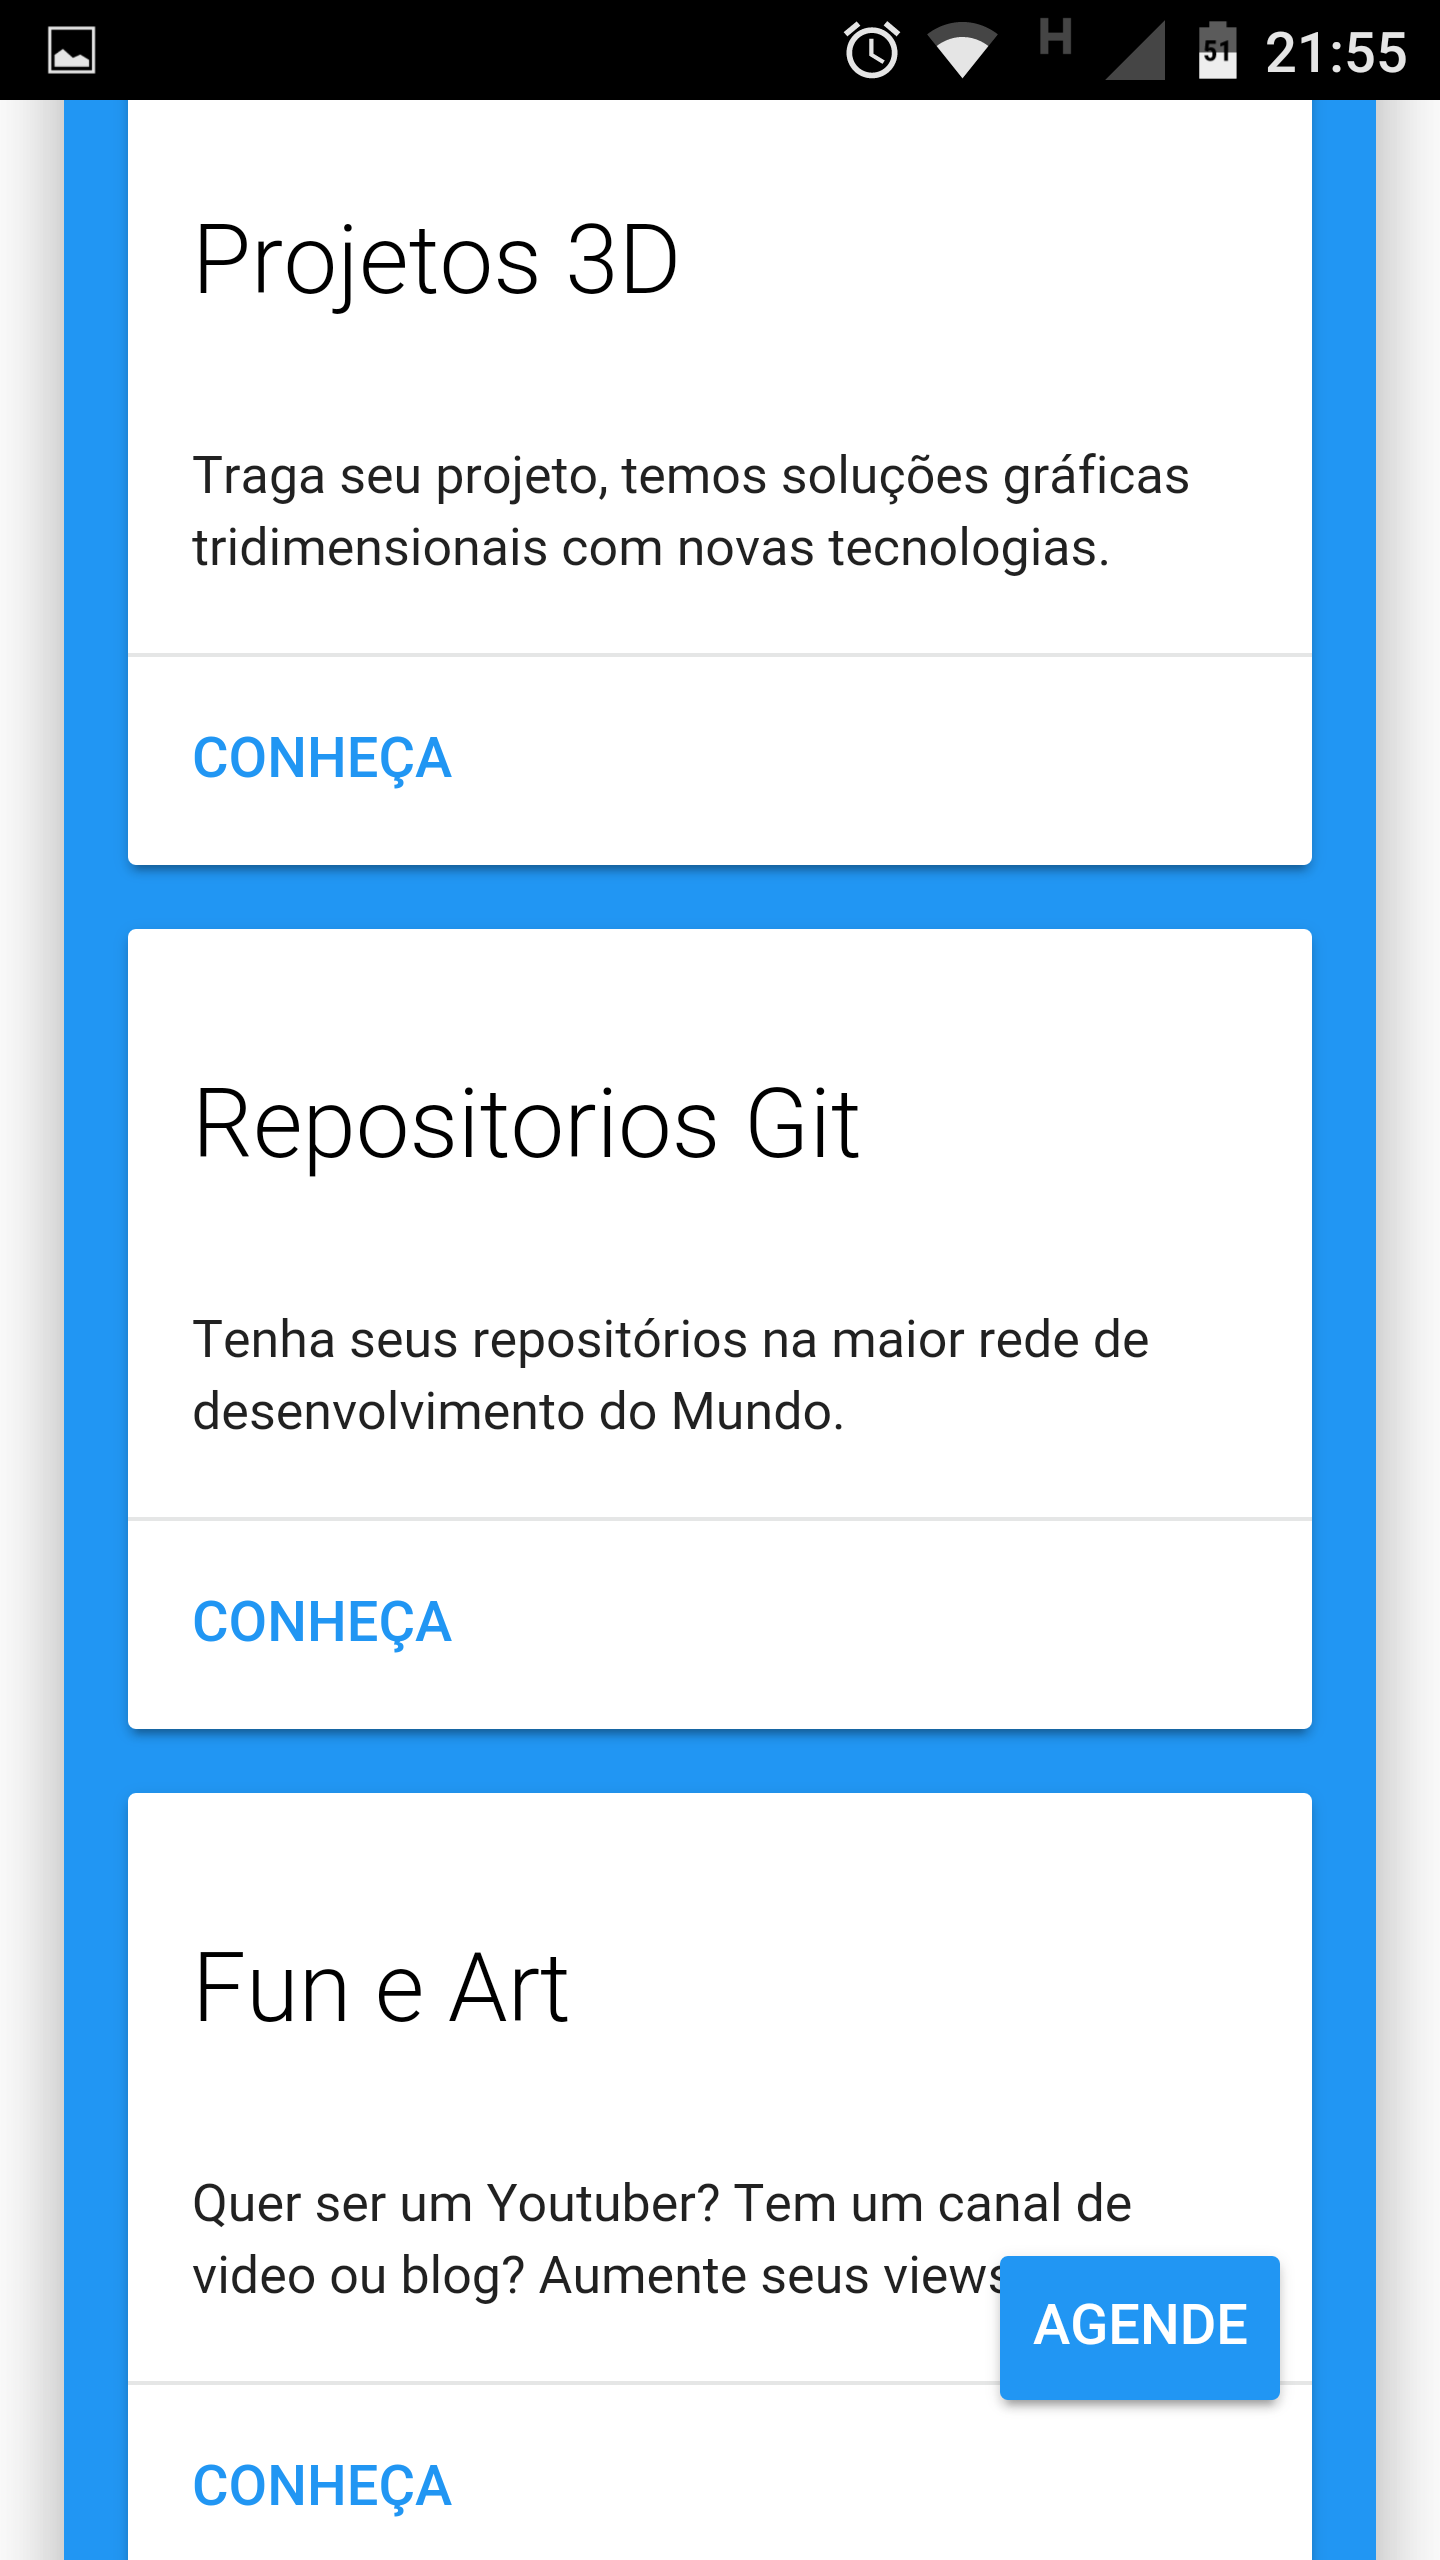 H
51
21:55
Projetos 3D
Traga seu projeto, temos soluções gráficas
tridimensionais com novas tecnologias.
CONHEÇA
Repositorios Git
Tenha seus repositórios na maior rede de
desenvolvimento do Mundo.
CONHEÇA
Fun e Art
Quer ser um Youtuber? Tem um canal de
video ou blog? Aumente seus views
AGENDE
CONHEÇA